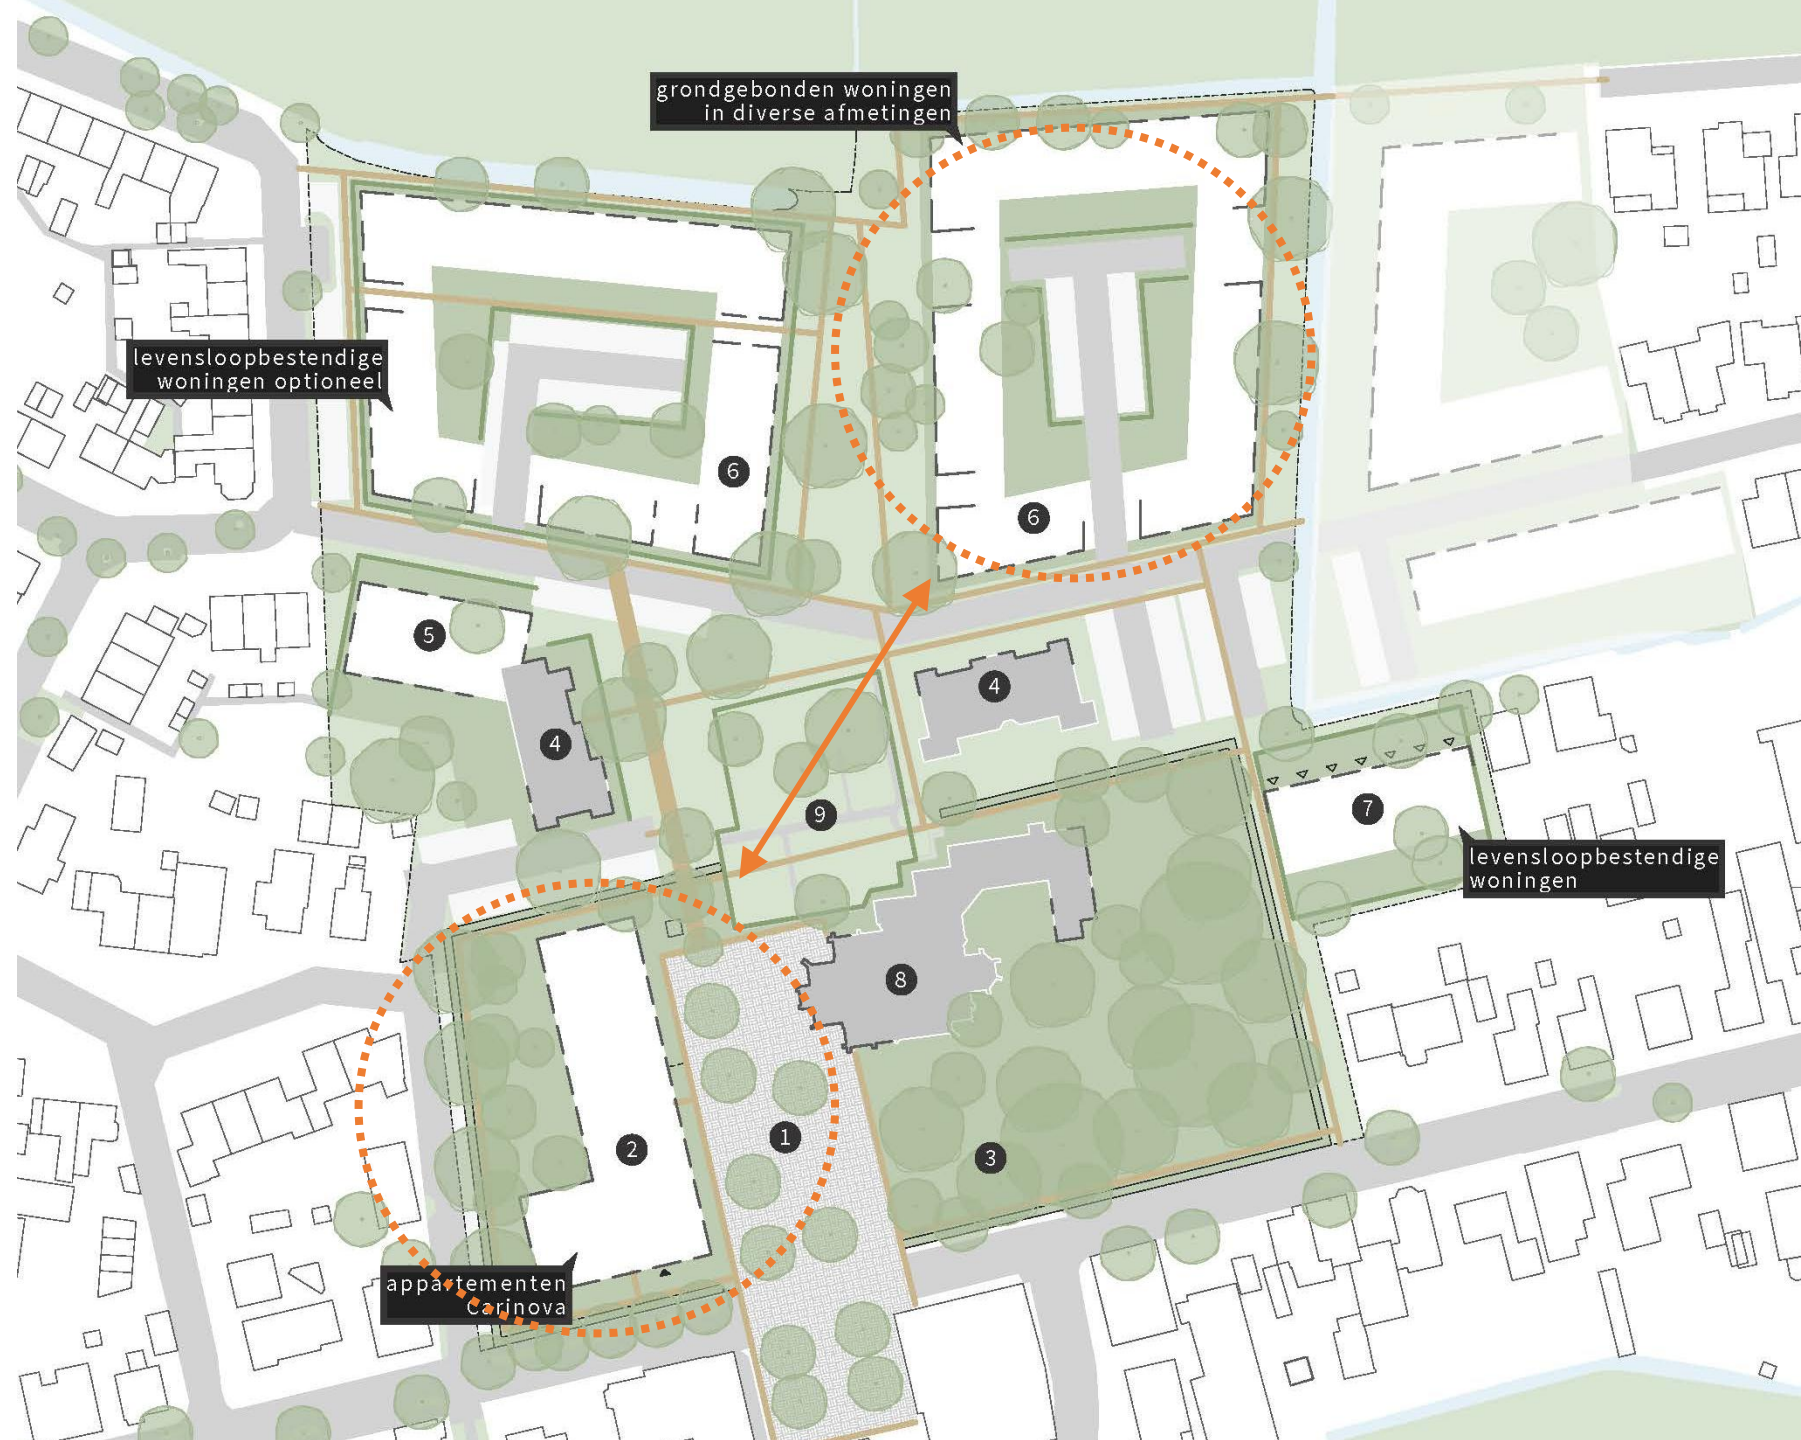 grondgebonden woningen
in diverse afmetingen
levensloopbestendige
woningen optioneel
6
6
5
4
4
9
7
levensloopbestendige
woningen
8
1
2
3
appartementen
Carinova